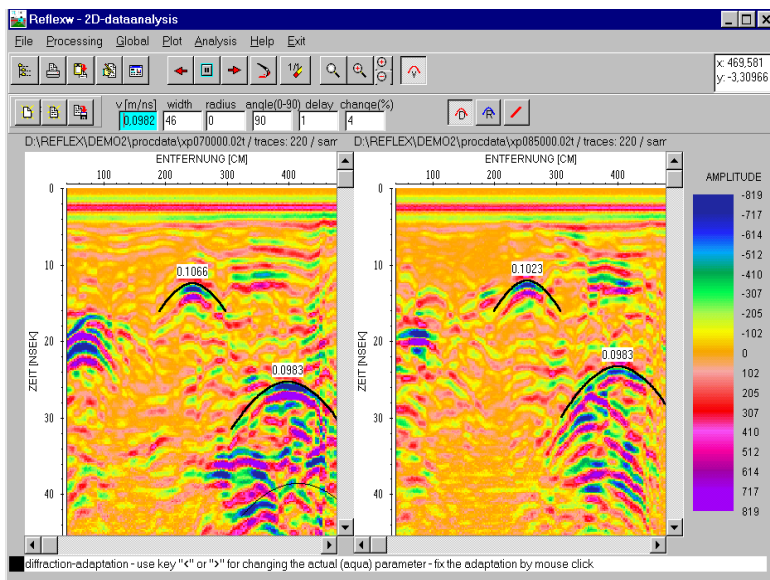 Reflexw - 2D-dataanalysis
File Processing Global Plot Analysis Help Exit
x: 469,581
y: -3,30966
v [m/ns] width radius angle(0-90) delay change(%)
0,0982 46 0 90 1 4
D:\REFLEX\DEMO2\procdata\xp070000.02t / traces: 220 / sam
D:\REFLEX\DEMO2\procdata\xp085000.02t / traces: 220 / sam
ENTFERNUNG [CM]
100 200 300 400
ZEIT [NSEK]
0
10
20
30
40
0.1066
0.0983
ENTFERNUNG [CM]
100 200 300 400
ZEIT [NSEK]
0
10
20
30
40
0.1023
0.0983
AMPLITUDE
-819
-717
-614
-512
-410
-307
-205
-102
0
102
205
307
410
512
614
717
819
diffraction-adaptation - use key "<" or ">" for changing the actual (aqua) parameter - fix the adaptation by mouse click